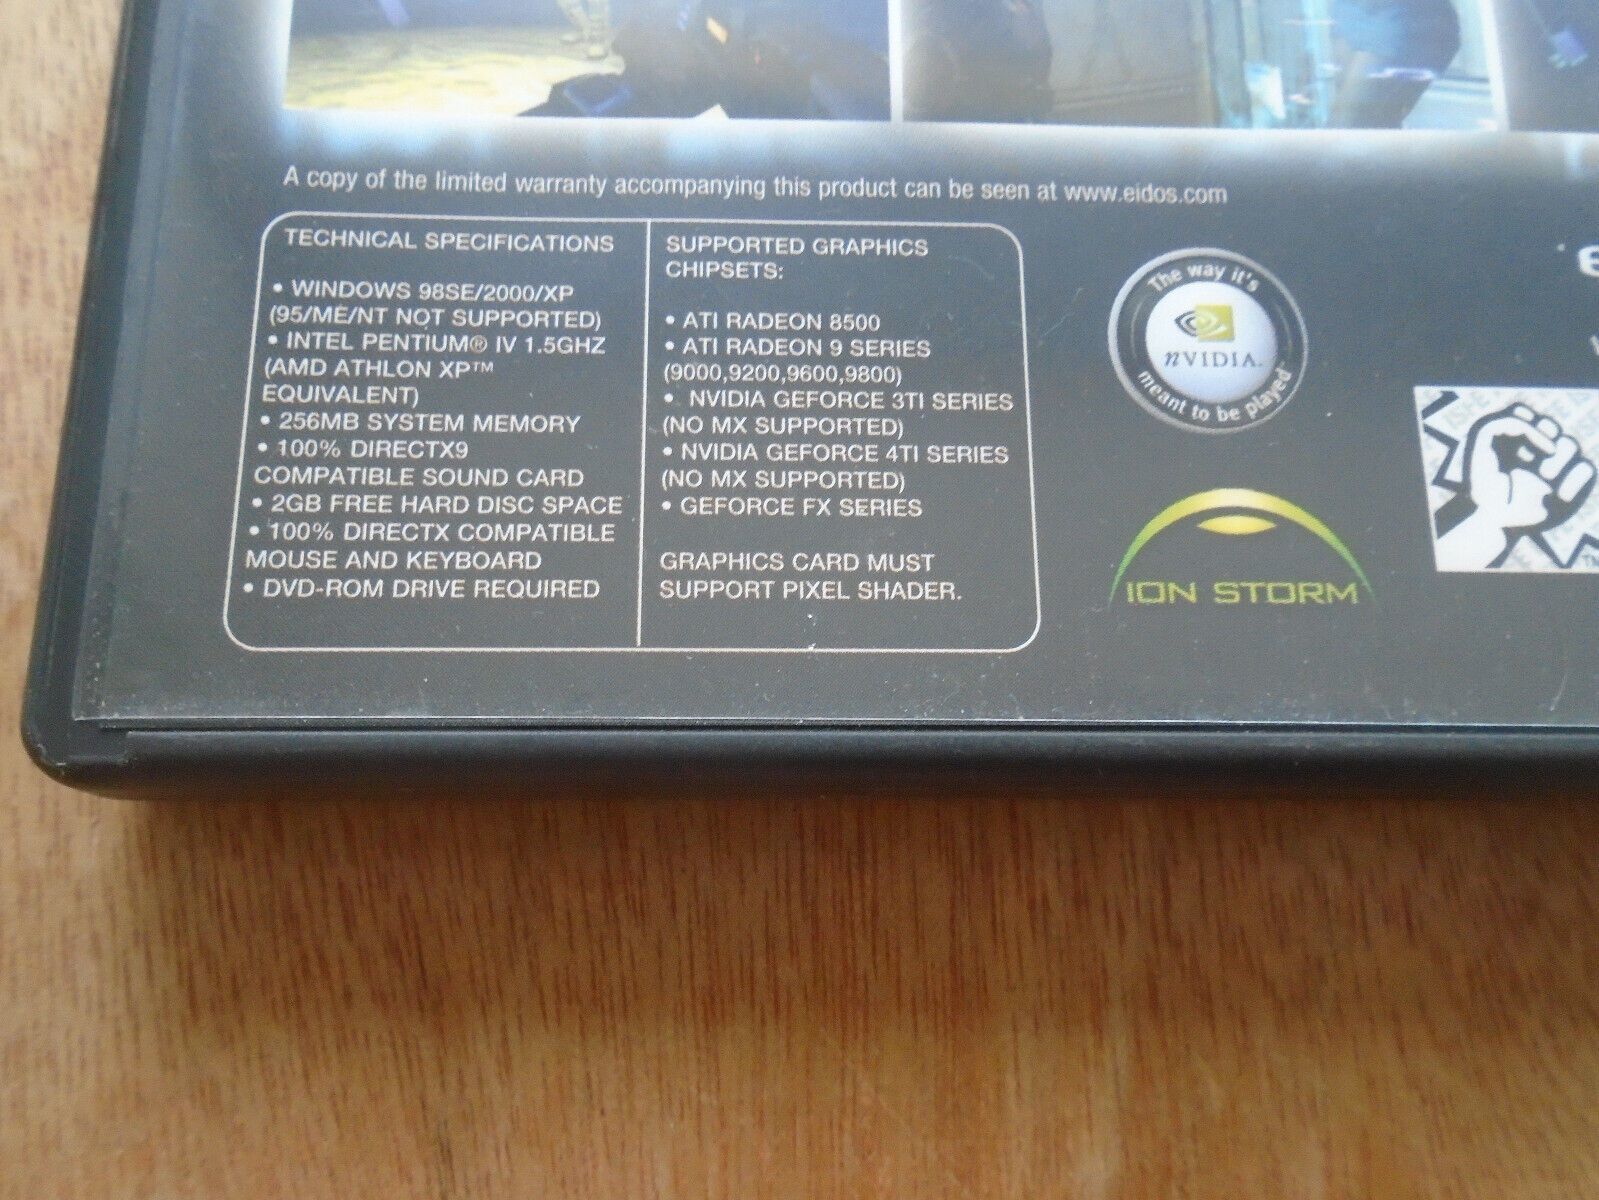 A copy of the limited warranty accompanying this product can be seen at www.eidos.com
TECHNICAL SPECIFICATIONS
• WINDOWS 98SE/2000/XP
(95/ME/NT NOT SUPPORTED)
• INTEL PENTIUM® IV 1.5GHZ
(AMD ATHLON XP™
EQUIVALENT)
• 256MB SYSTEM MEMORY
• 100% DIRECTX9
COMPATIBLE SOUND CARD
• 2GB FREE HARD DISC SPACE
• 100% DIRECTX COMPATIBLE
MOUSE AND KEYBOARD
• DVD-ROM DRIVE REQUIRED
SUPPORTED GRAPHICS
CHIPSETS:
• ATI RADEON 8500
• ATI RADEON 9 SERIES
(9000,9200,9600,9800)
• NVIDIA GEFORCE 3TI SERIES
(NO MX SUPPORTED)
• NVIDIA GEFORCE 4TI SERIES
(NO MX SUPPORTED)
• GEFORCE FX SERIES
GRAPHICS CARD MUST
SUPPORT PIXEL SHADER.
The way it's
nVIDIA.
meant to be played
ION STORM